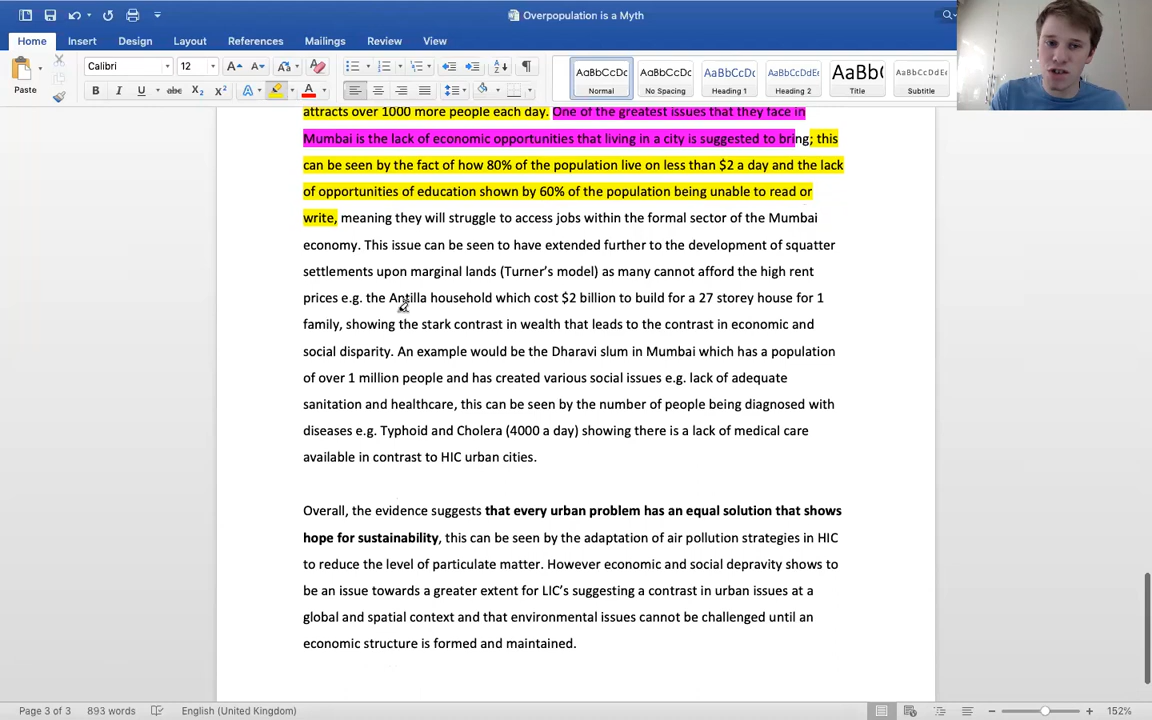 Overpopulation is a Myth
Home Insert Design Layout References Mailings Review View
Paste
Calibri 12
AaBbCcDc AaBbCcDc AaBbCcDc AaBbCcDdEe AaBb( AaBbCcDdEe
Normal No Spacing Heading 1 Heading 2 Title Subtitle
attracts over 1000 more people each day. One of the greatest issues that they face in
Mumbai is the lack of economic opportunities that living in a city is suggested to bring; this
can be seen by the fact of how 80% of the population live on less than $2 a day and the lack
of opportunities of education shown by 60% of the population being unable to read or
write, meaning they will struggle to access jobs within the formal sector of the Mumbai
economy. This issue can be seen to have extended further to the development of squatter
settlements upon marginal lands (Turner's model) as many cannot afford the high rent
prices e.g. the Antilla household which cost $2 billion to build for a 27 storey house for 1
family, showing the stark contrast in wealth that leads to the contrast in economic and
social disparity. An example would be the Dharavi slum in Mumbai which has a population
of over 1 million people and has created various social issues e.g. lack of adequate
sanitation and healthcare, this can be seen by the number of people being diagnosed with
diseases e.g. Typhoid and Cholera (4000 a day) showing there is a lack of medical care
available in contrast to HIC urban cities.
Overall, the evidence suggests that every urban problem has an equal solution that shows
hope for sustainability, this can be seen by the adaptation of air pollution strategies in HIC
to reduce the level of particulate matter. However economic and social depravity shows to
be an issue towards a greater extent for LIC's suggesting a contrast in urban issues at a
global and spatial context and that environmental issues cannot be challenged until an
economic structure is formed and maintained.
Page 3 of 3 893 words English (United Kingdom) 152%